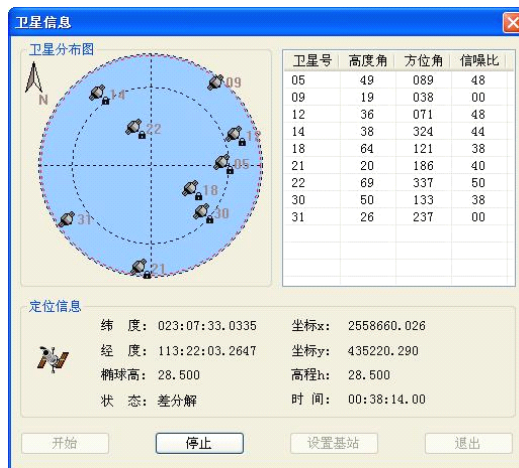 卫星信息
卫星分布图
N
14
09
22
12
05
18
30
31
21
卫星号 高度角 方位角 信噪比
05 49 089 48
09 19 038 00
12 36 071 48
14 38 324 44
18 64 121 38
21 20 186 40
22 69 337 50
30 50 133 38
31 26 237 00
定位信息
纬 度: 023:07:33.0335 坐标x: 2558660.026
经 度: 113:22:03.2647 坐标y: 435220.290
椭球高: 28.500 高程h: 28.500
状 态: 差分解 时 间: 00:38:14.00
开始 停止 设置基站 退出